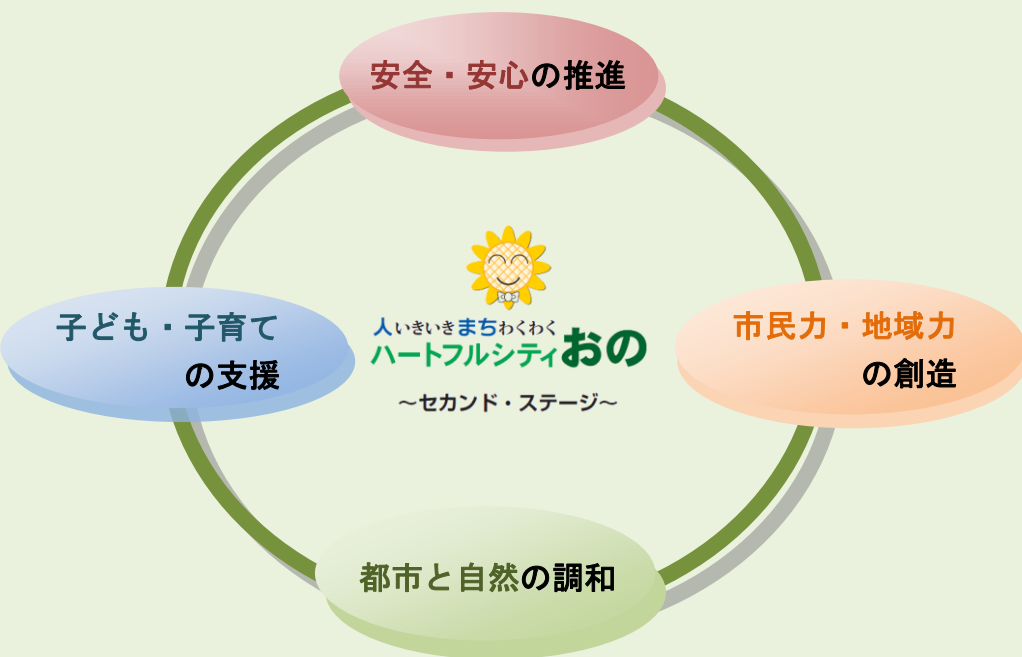 安全・安心の推進
子ども・子育て
の支援
人いきいきまちわくわく
ハートフルシティおの
～セカンド・ステージ～
市民力・地域力
の創造
都市と自然の調和